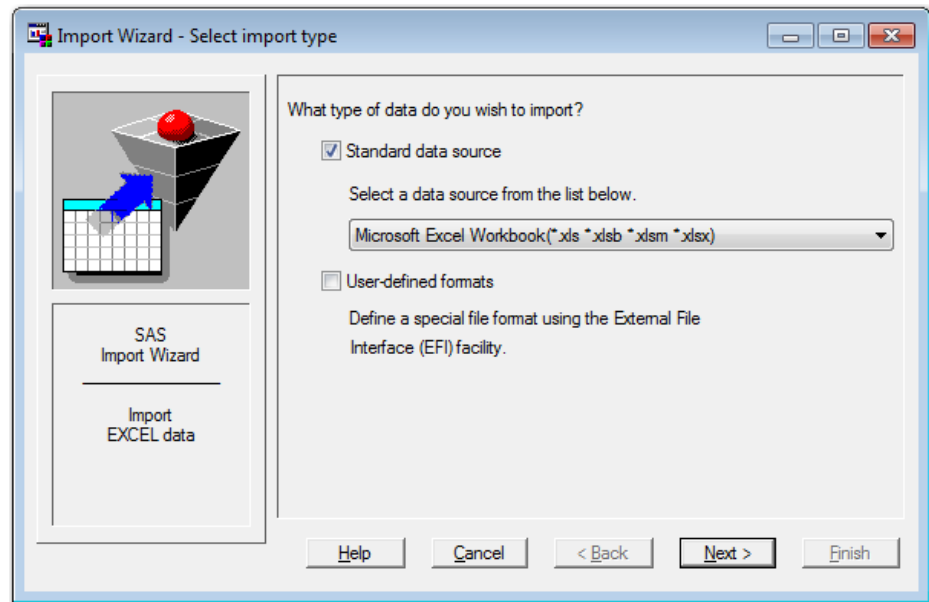 Import Wizard - Select import type
What type of data do you wish to import?
Standard data source
Select a data source from the list below.
Microsoft Excel Workbook(*.xls *.xlsb *.xlsm *.xlsx)
User-defined formats
Define a special file format using the External File
Interface (EFI) facility.
SAS
Import Wizard
Import
EXCEL data
Help
Cancel
< Back
Next >
Finish